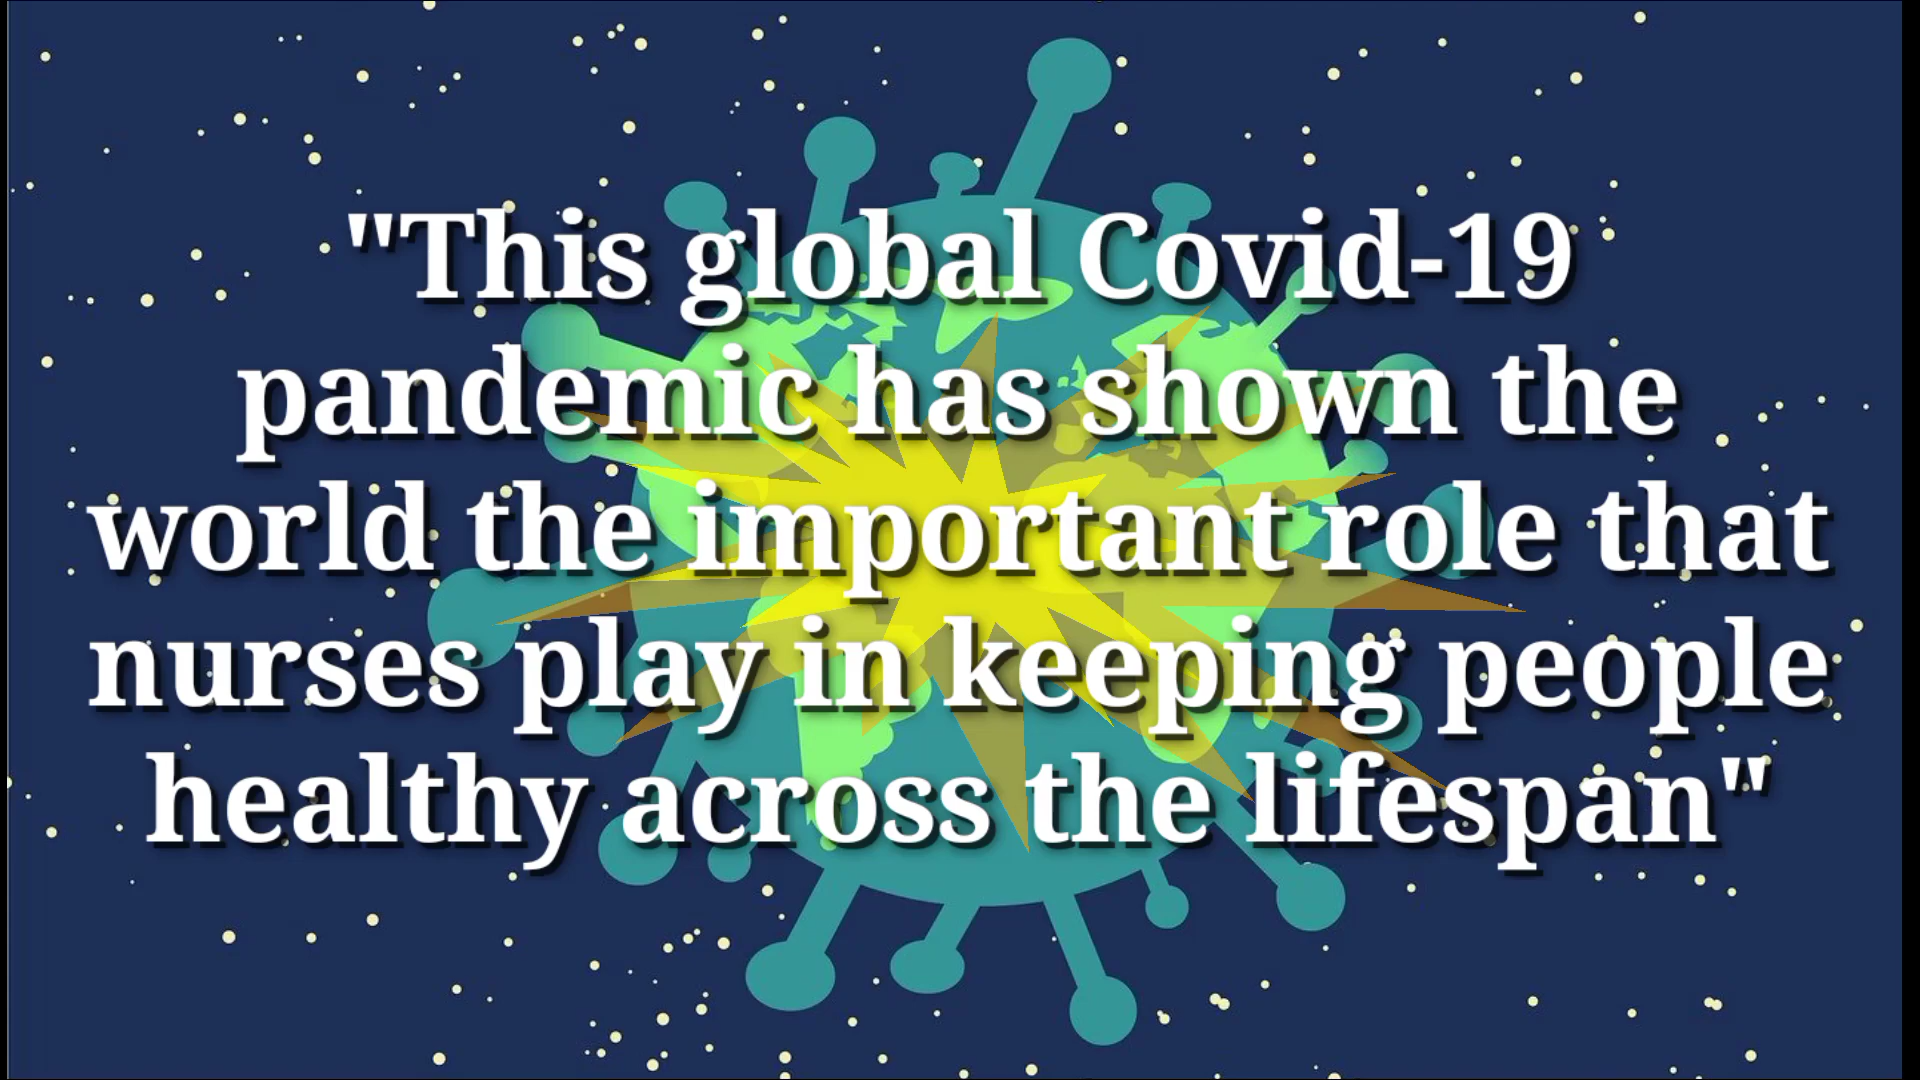 "This global Covid-19
pandemic has shown the
world the important role that
nurses play in keeping people
healthy across the lifespan"